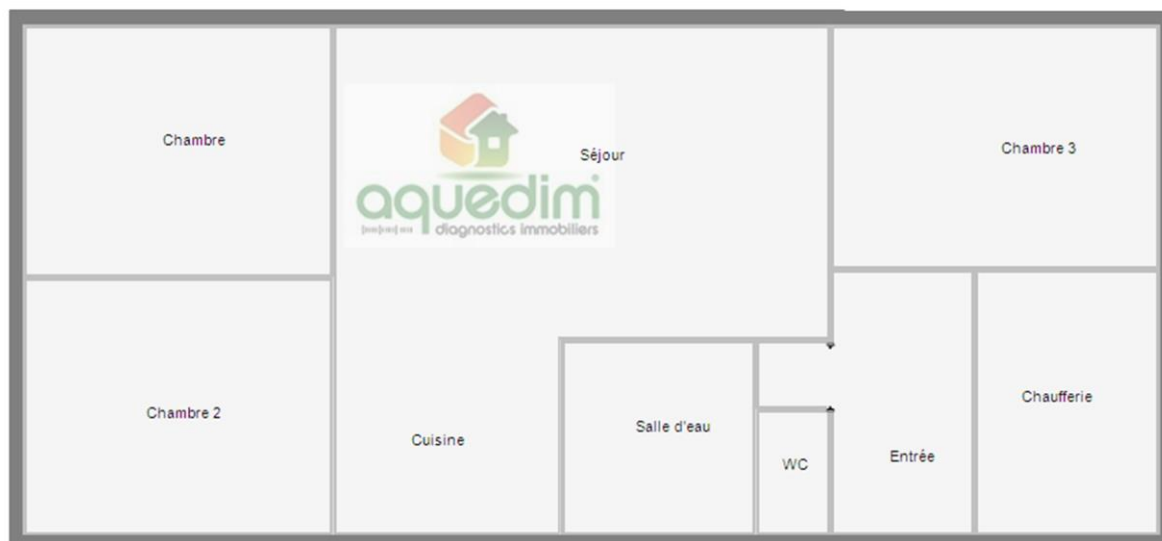 Chambre
Séjour
Chambre 3
aquedim
diagnostics immobiliers
Chambre 2
Cuisine
Salle d'eau
WC
Entrée
Chaufferie